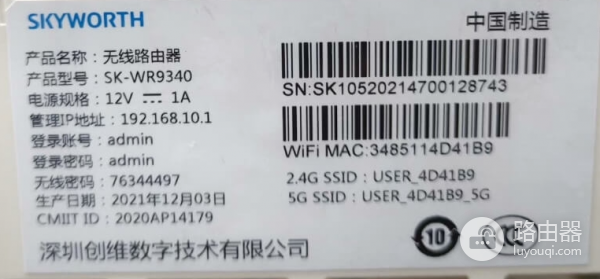 SKYWORTH
中国制造
产品名称：无线路由器
产品型号：SK-WR9340
电源规格：12V ⎓ 1A
管理IP地址：192.168.10.1
登录账号：admin
登录密码：admin
无线密码：76344497
生产日期：2021年12月03日
CMIIT ID：2020AP14179
SN:SK10520214700128743
WiFi MAC:3485114D41B9
2.4G SSID：USER_4D41B9
5G SSID：USER_4D41B9_5G
10
深圳创维数字技术有限公司
路由器
luyouqi.com